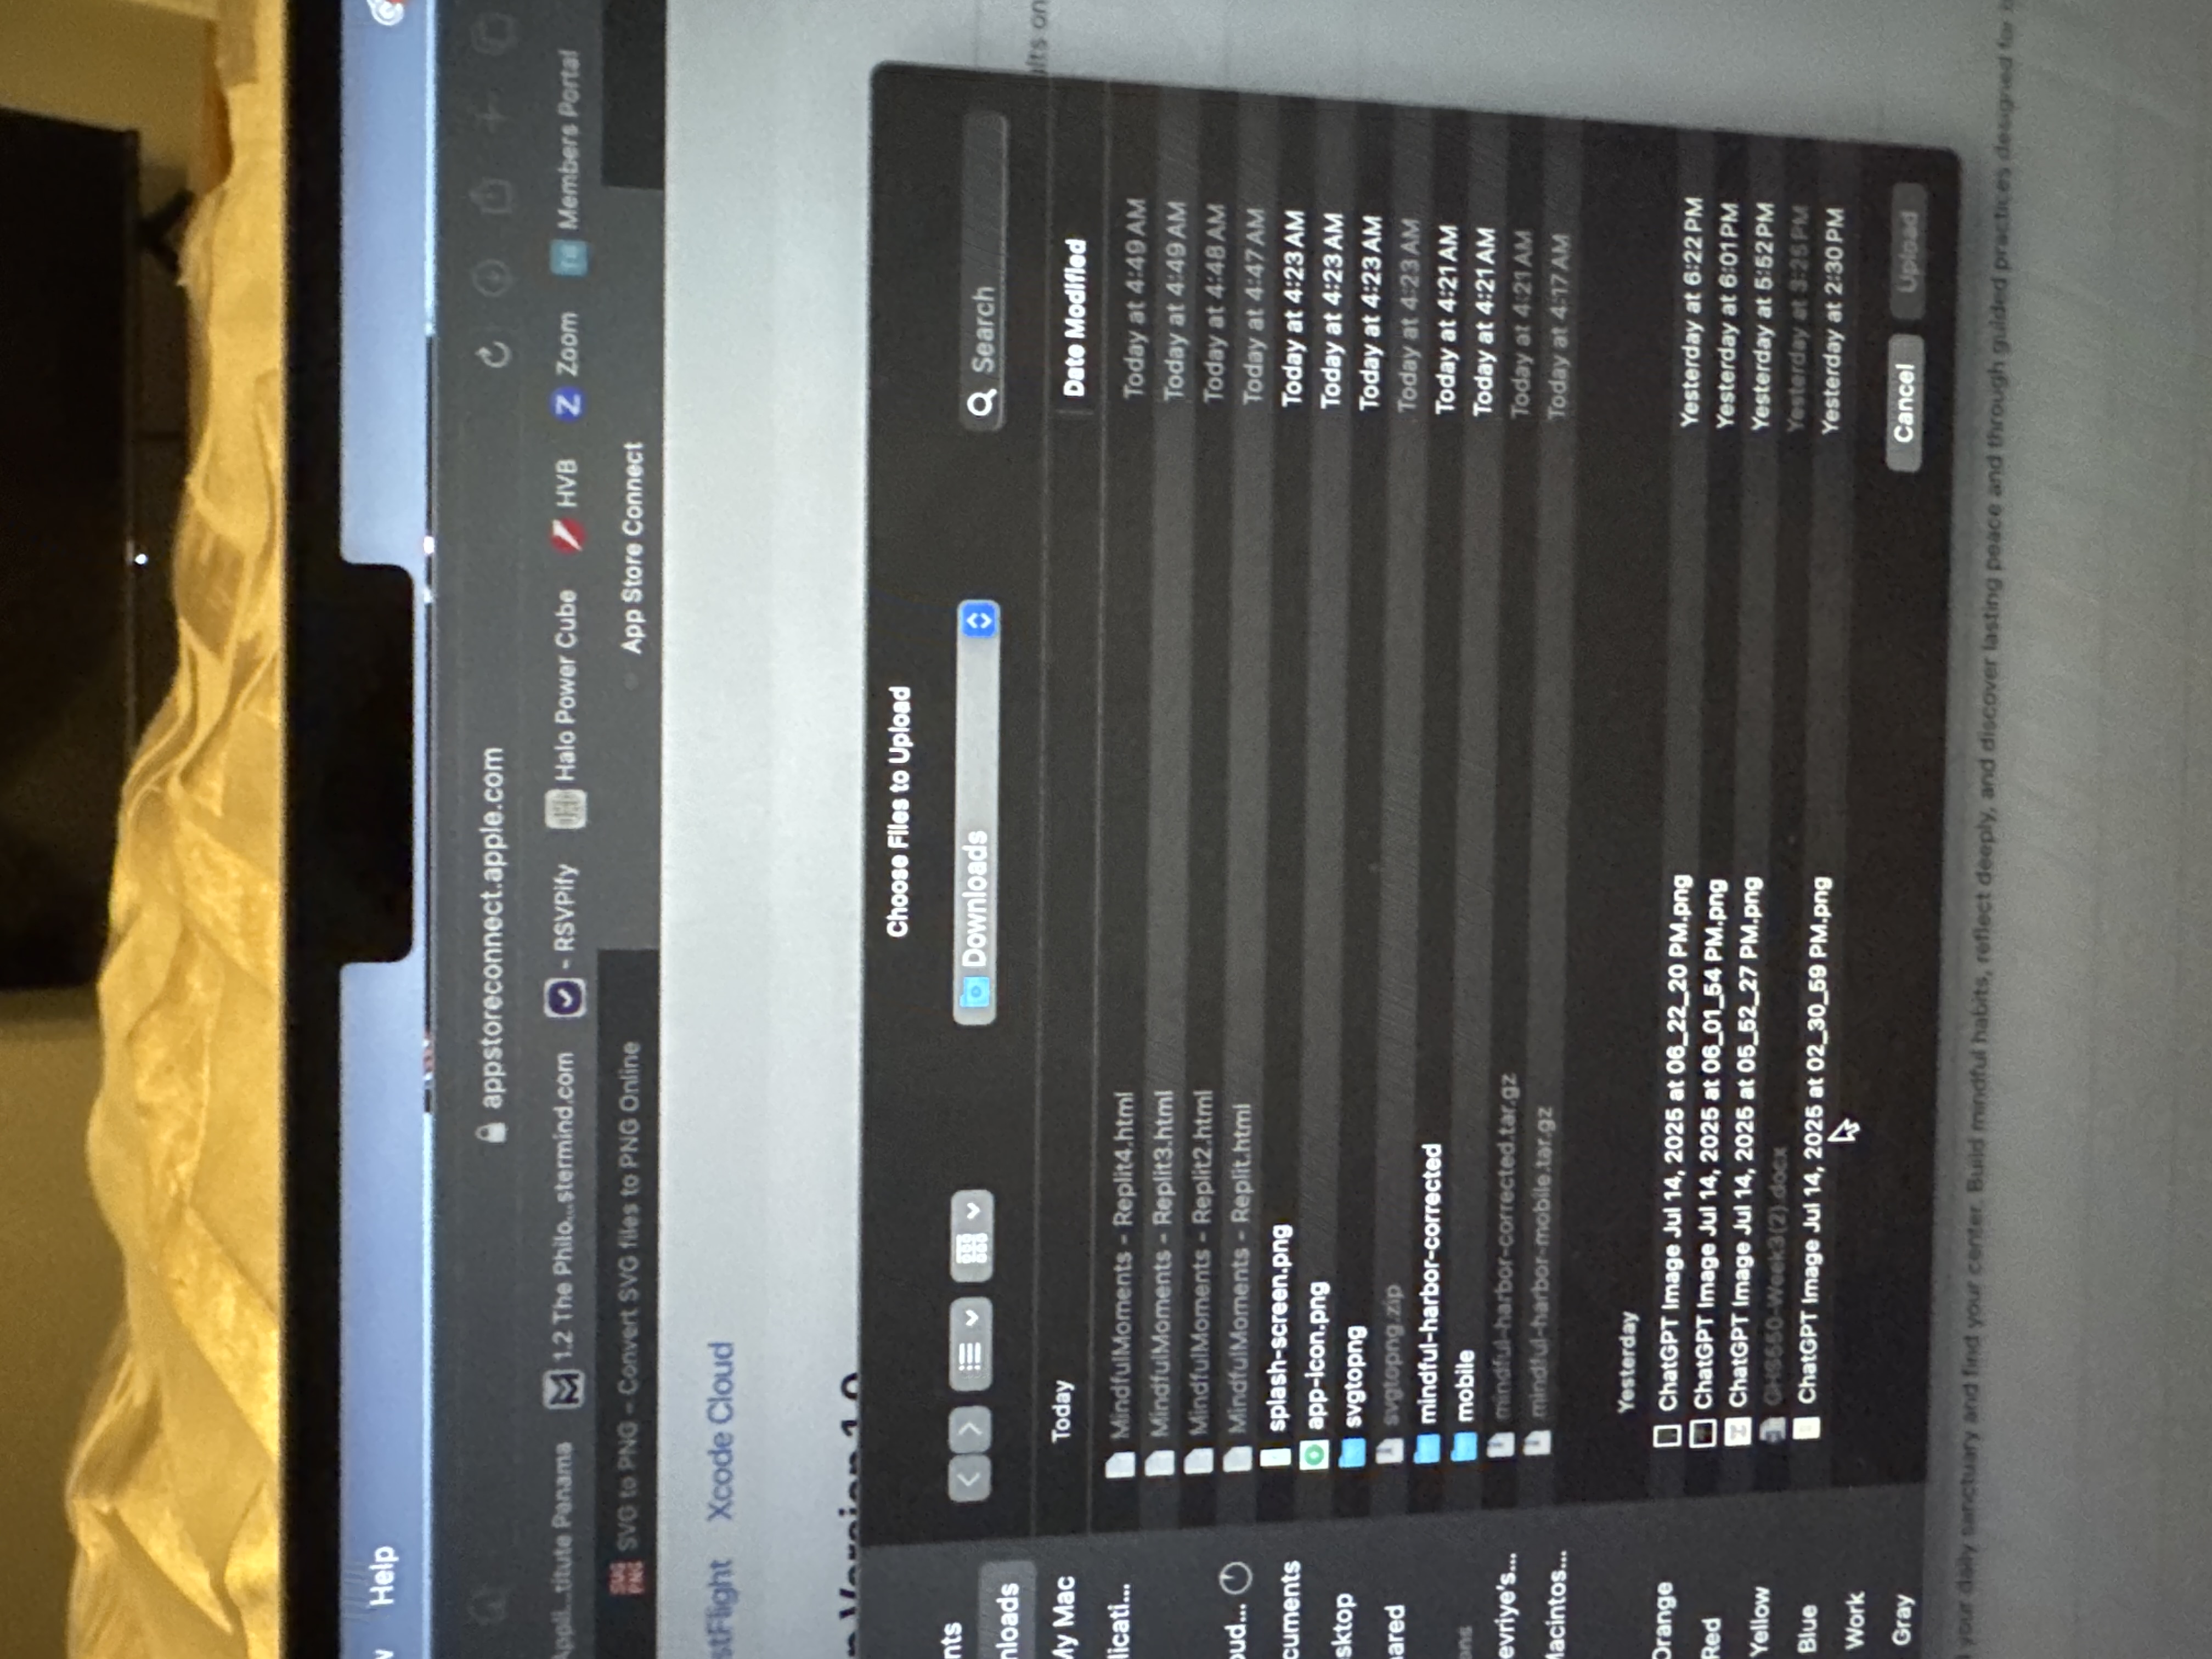 Help
appstoreconnect.apple.com
Appli...titute Panama 1.2 The Philo...stermind.com - RSVPify Halo Power Cube HVB Zoom Members Portal
SVG to PNG – Convert SVG files to PNG Online App Store Connect
stFlight Xcode Cloud
Version 1.0
Choose Files to Upload
nts
Downloads Search
nloads
ults on
My Mac
Today Date Modified
licati...
MindfulMoments - Replit4.html Today at 4:49 AM
MindfulMoments - Replit3.html Today at 4:49 AM
MindfulMoments - Replit2.html Today at 4:48 AM
oud... MindfulMoments - Replit.html Today at 4:47 AM
cuments splash-screen.png Today at 4:23 AM
app-icon.png Today at 4:23 AM
sktop svgtopng Today at 4:23 AM
ared svgtopng.zip Today at 4:23 AM
mindful-harbor-corrected Today at 4:21 AM
ons mobile Today at 4:21 AM
evriye's... mindful-harbor-corrected.tar.gz Today at 4:21 AM
Macintos... mindful-harbor-mobile.tar.gz Today at 4:17 AM
Yesterday
Orange ChatGPT Image Jul 14, 2025 at 06_22_20 PM.png Yesterday at 6:22 PM
Red ChatGPT Image Jul 14, 2025 at 06_01_54 PM.png Yesterday at 6:01 PM
Yellow ChatGPT Image Jul 14, 2025 at 05_52_27 PM.png Yesterday at 5:52 PM
GHS550-Week3(2).docx Yesterday at 3:25 PM
Blue ChatGPT Image Jul 14, 2025 at 02_30_59 PM.png Yesterday at 2:30 PM
Work
Gray Cancel Upload
your daily sanctuary and find your center. Build mindful habits, reflect deeply, and discover lasting peace and through guided practices designed for